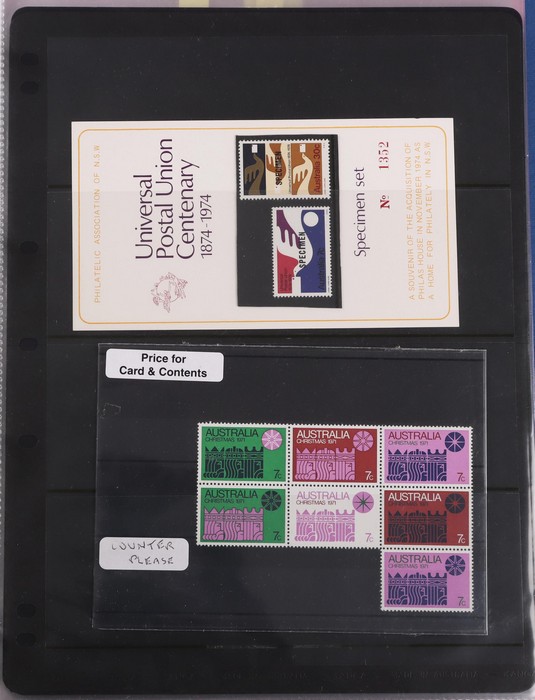 PHILATELIC ASSOCIATION OF N.S.W
Universal
Postal Union
Centenary
1874-1974
SPECIMEN
Australia 30c
SPECIMEN
Specimen set
No 1352
A SOUVENIR OF THE ACQUISITION OF
PHILAS HOUSE IN NOVEMBER 1974 AS
A HOME FOR PHILATELY IN N.S.W
Price for
Card & Contents
AUSTRALIA
CHRISTMAS 1971
7c
AUSTRALIA
CHRISTMAS 1971
7c
AUSTRALIA
CHRISTMAS 1971
7c
AUSTRALIA
CHRISTMAS 1971
7c
AUSTRALIA
CHRISTMAS 1971
7c
AUSTRALIA
CHRISTMAS 1971
7c
AUSTRALIA
CHRISTMAS 1971
7c
COUNTER
PLEASE